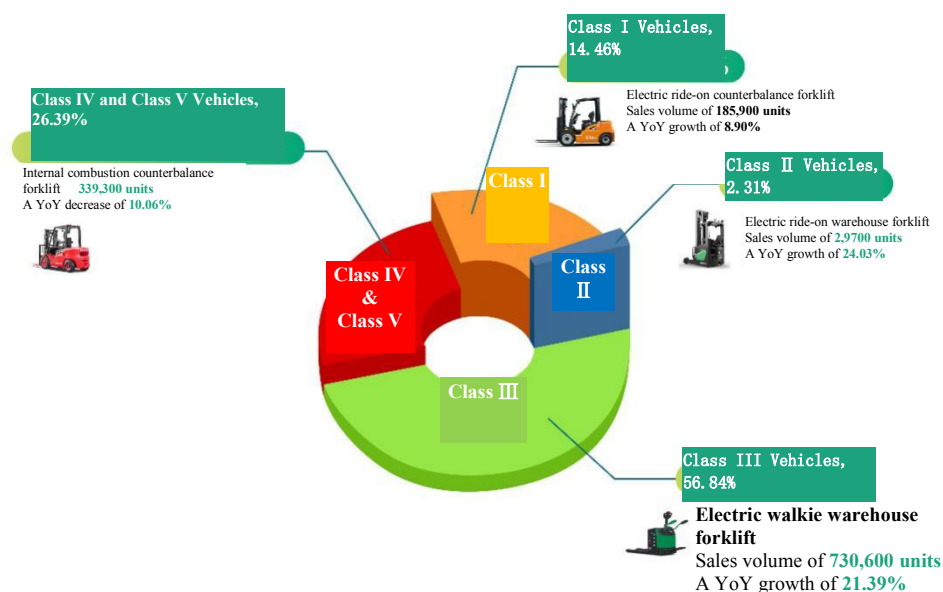 Class I Vehicles,
14.46%
Electric ride-on counterbalance forklift
Sales volume of 185,900 units
A YoY growth of 8.90%
Class IV and Class V Vehicles,
26.39%
Internal combustion counterbalance
forklift 339,300 units
A YoY decrease of 10.06%
Class Ⅱ Vehicles,
2.31%
Electric ride-on warehouse forklift
Sales volume of 2,9700 units
A YoY growth of 24.03%
Class I
Class
Ⅱ
Class IV
&
Class V
Class Ⅲ
Class III Vehicles,
56.84%
Electric walkie warehouse
forklift
Sales volume of 730,600 units
A YoY growth of 21.39%